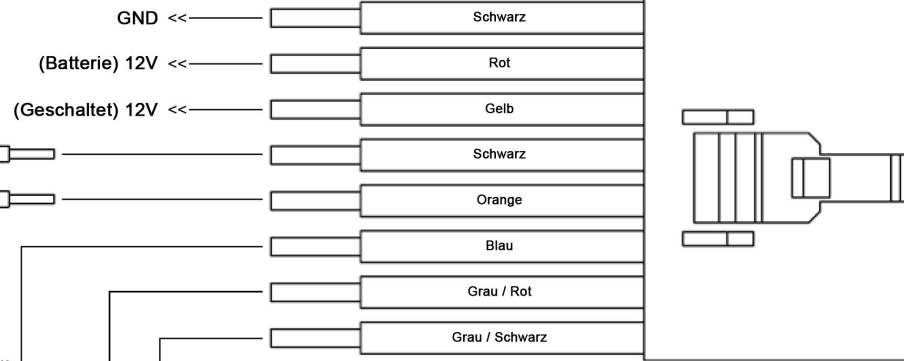 GND << Schwarz
(Batterie) 12V << Rot
(Geschaltet) 12V << Gelb
Schwarz
Orange
Blau
Grau / Rot
Grau / Schwarz